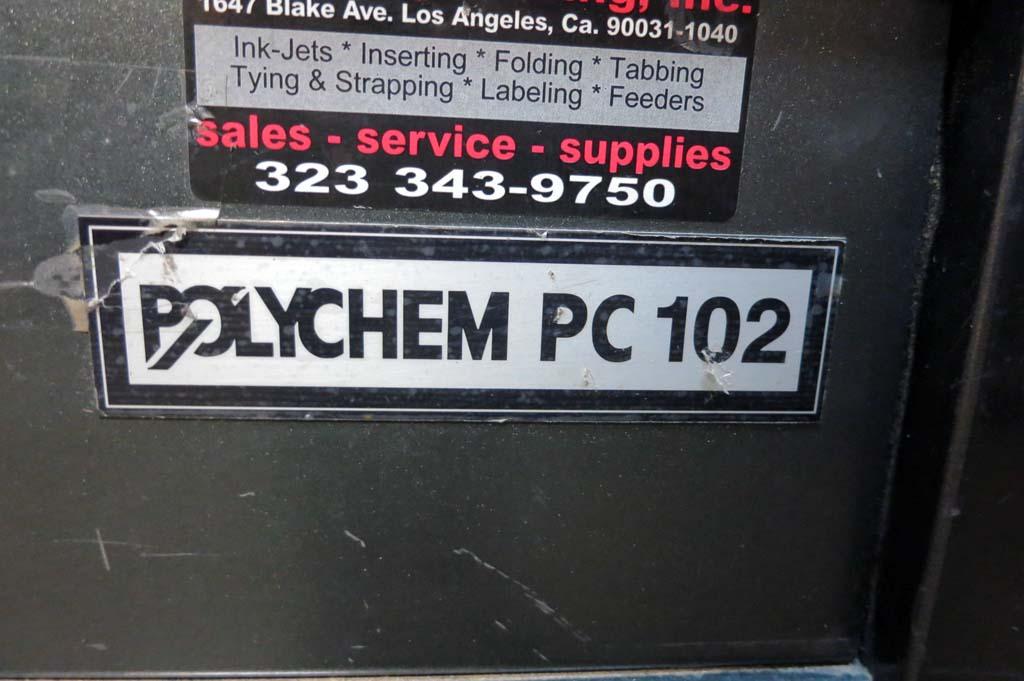 Inc.
1647 Blake Ave. Los Angeles, Ca. 90031-1040
Ink-Jets * Inserting * Folding * Tabbing
Tying & Strapping * Labeling * Feeders
sales - service - supplies
323 343-9750
POLYCHEM PC 102